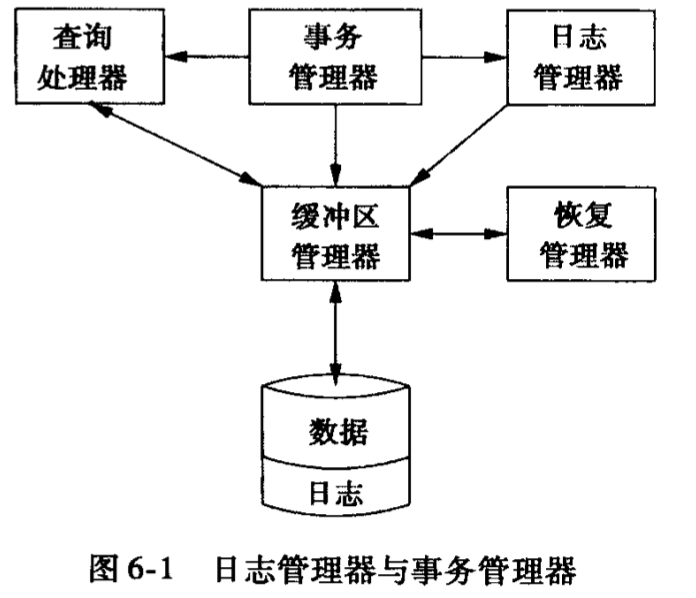 查询
处理器
事务
管理器
日志
管理器
缓冲区
管理器
恢复
管理器
数据
日志
图 6-1 日志管理器与事务管理器